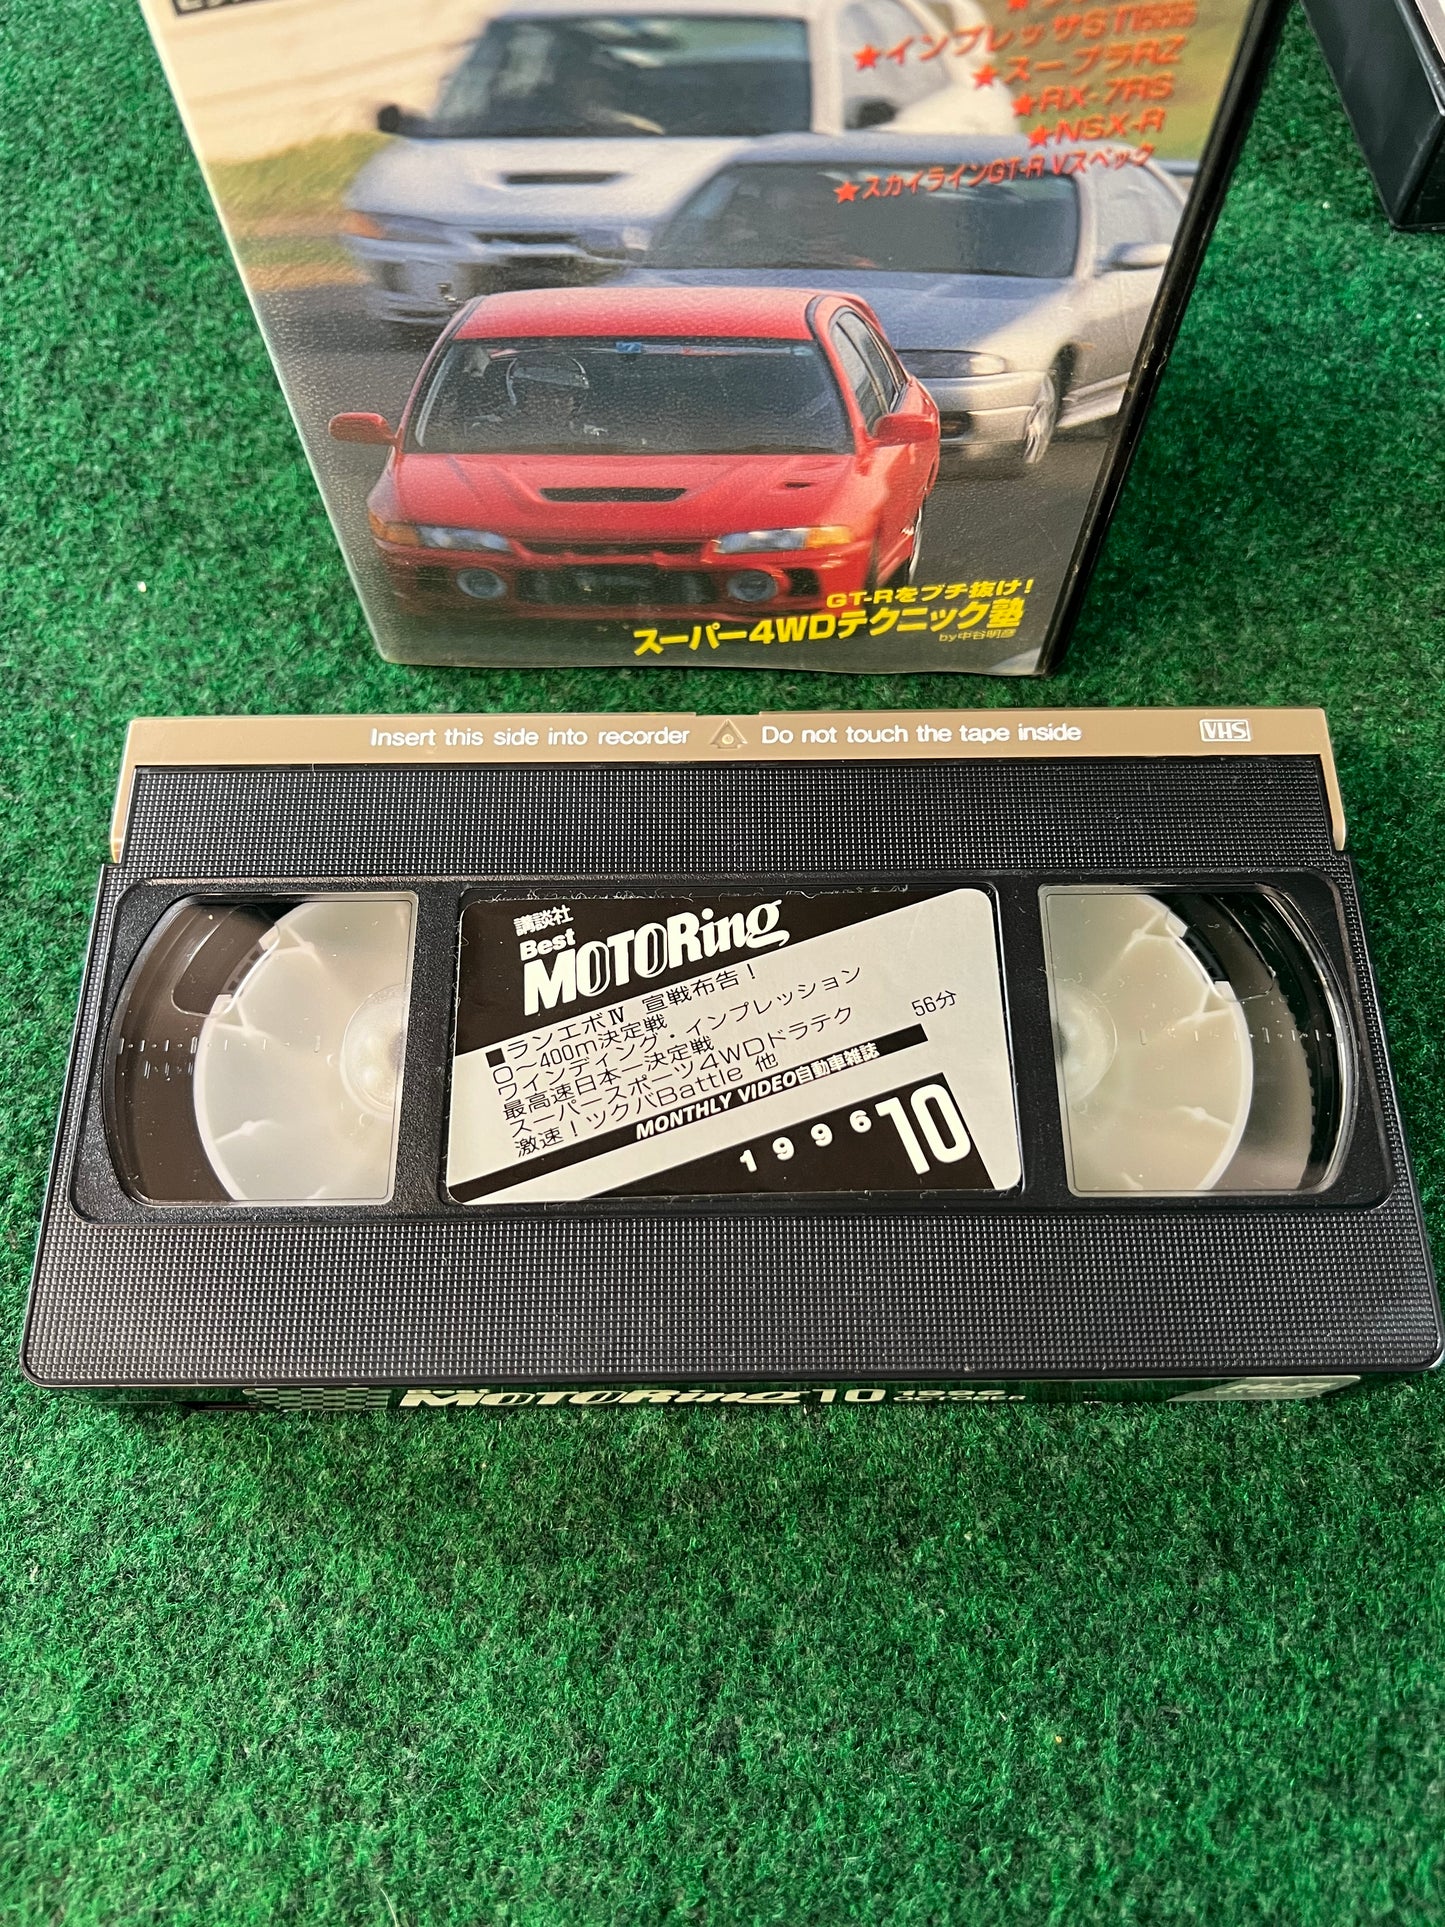 ★インプレッサSTi555
★スープラRZ
★RX-7RS
★NSX-R
★スカイラインGT-R Vスペック
GT-Rをブチ抜け!
スーパー4WDテクニック塾
by中谷明彦
Insert this side into recorder
Do not touch the tape inside
VHS
講談社
Best
MOTORing
■ランエボⅣ 宣戦布告!
0〜400m決定戦
ワインディング・インプレッション
最高速日本一決定戦
スーパースポーツ4WDドラテク
激速!ツクバBattle 他
56分
MONTHLY VIDEO自動車雑誌
1996 10
MOTORing 10 1996